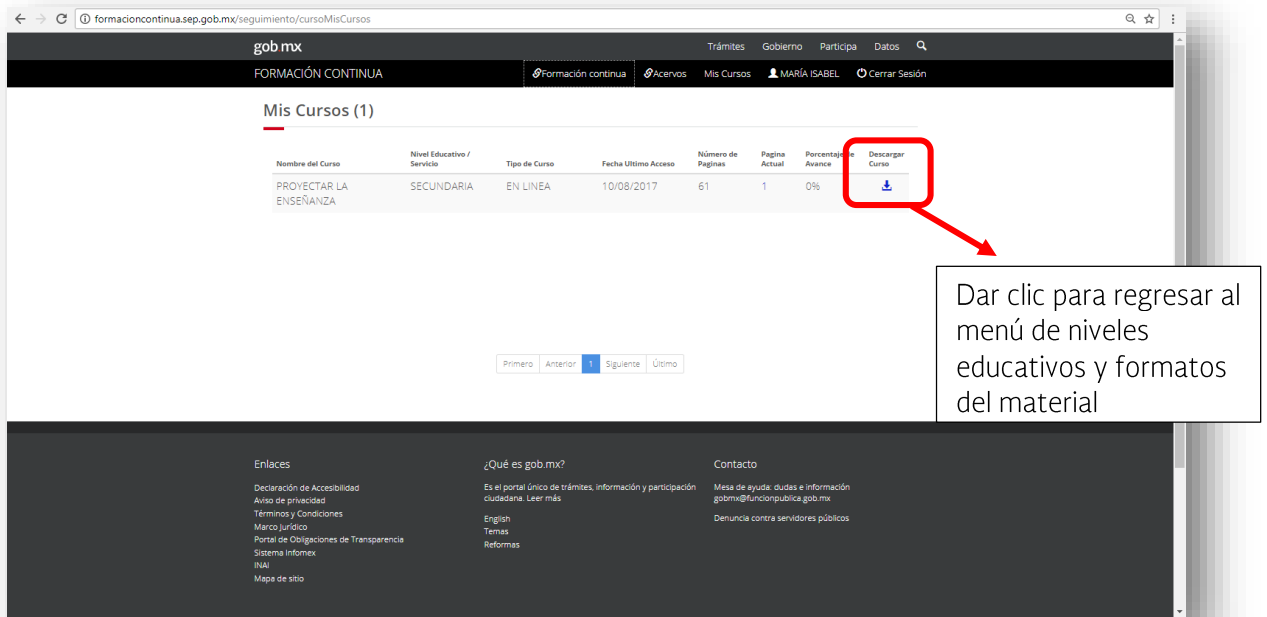 formacioncontinua.sep.gob.mx/seguimiento/cursoMisCursos
gob mx
Trámites Gobierno Participa Datos
FORMACIÓN CONTINUA
Formación continua Acervos Mis Cursos MARÍA ISABEL Cerrar Sesión
Mis Cursos (1)
Nombre del Curso Nivel Educativo / Servicio Tipo de Curso Fecha Ultimo Acceso Número de Paginas Pagina Actual Porcentaje de Avance Descargar Curso
PROYECTAR LA ENSEÑANZA SECUNDARIA EN LINEA 10/08/2017 61 1 0%
Dar clic para regresar al
menú de niveles
educativos y formatos
del material
Primero Anterior 1 Siguiente Último
Enlaces
Declaración de Accesibilidad
Aviso de privacidad
Términos y Condiciones
Marco Jurídico
Portal de Obligaciones de Transparencia
Sistema Infomex
INAI
Mapa de sitio
¿Qué es gob.mx?
Es el portal único de trámites, información y participación
ciudadana. Leer más
English
Temas
Reformas
Contacto
Mesa de ayuda: dudas e información
gobmx@funcionpublica.gob.mx
Denuncia contra servidores públicos